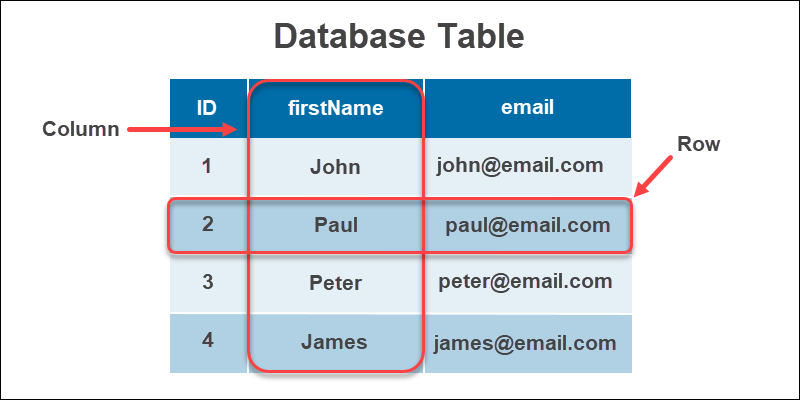 Database Table
ID firstName email
Column
Row
1 John john@email.com
2 Paul paul@email.com
3 Peter peter@email.com
4 James james@email.com